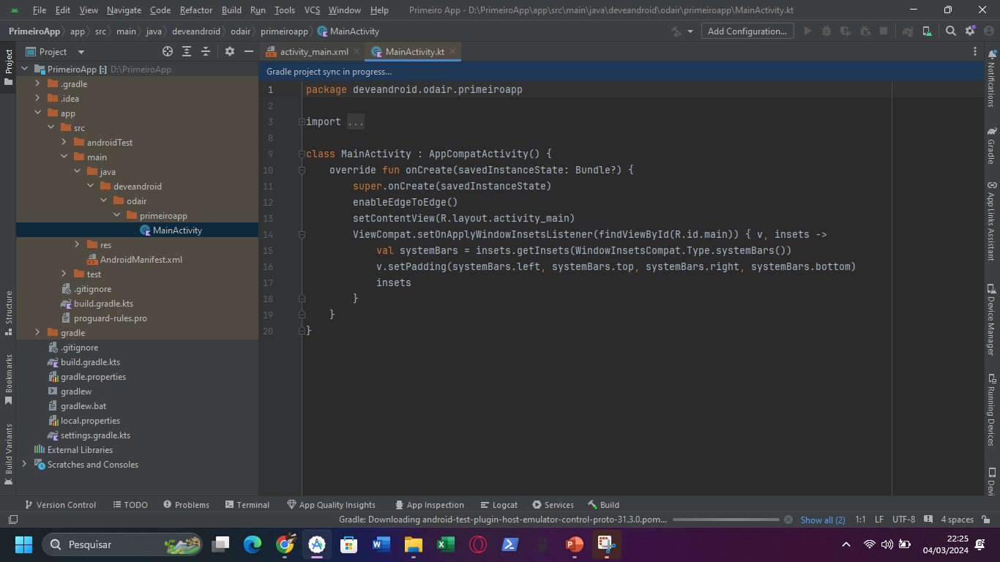 File Edit View Navigate Code Refactor Build Run Tools VCS Window Help Primeiro App - D:\PrimeiroApp\app\src\main\java\deveandroid\odair\primeiroapp\MainActivity.kt
PrimeiroApp app src main java deveandroid odair primeiroapp MainActivity Add Configuration...
Project
Project
activity_main.xml
MainActivity.kt
Gradle project sync in progress...
PrimeiroApp [:] D:\PrimeiroApp
.gradle
.idea
app
src
androidTest
main
java
deveandroid
odair
primeiroapp
MainActivity
res
AndroidManifest.xml
test
.gitignore
build.gradle.kts
proguard-rules.pro
gradle
.gitignore
build.gradle.kts
gradle.properties
gradlew
gradlew.bat
local.properties
settings.gradle.kts
External Libraries
Scratches and Consoles
Structure
Bookmarks
Build Variants
1 package deveandroid.odair.primeiroapp
2
3 import ...
8
9 class MainActivity : AppCompatActivity() {
10 override fun onCreate(savedInstanceState: Bundle?) {
11 super.onCreate(savedInstanceState)
12 enableEdgeToEdge()
13 setContentView(R.layout.activity_main)
14 ViewCompat.setOnApplyWindowInsetsListener(findViewById(R.id.main)) { v, insets ->
15 val systemBars = insets.getInsets(WindowInsetsCompat.Type.systemBars())
16 v.setPadding(systemBars.left, systemBars.top, systemBars.right, systemBars.bottom)
17 insets
18 }
19 }
20 }
Notifications
Gradle
App Links Assistant
Device Manager
Running Devices
Devi
Version Control TODO Problems Terminal App Quality Insights App Inspection Logcat Services Build
Gradle: Downloading android-test-plugin-host-emulator-control-proto-31.3.0.pom... Show all (2) 1:1 LF UTF-8 4 spaces
Pesquisar
22:25
04/03/2024